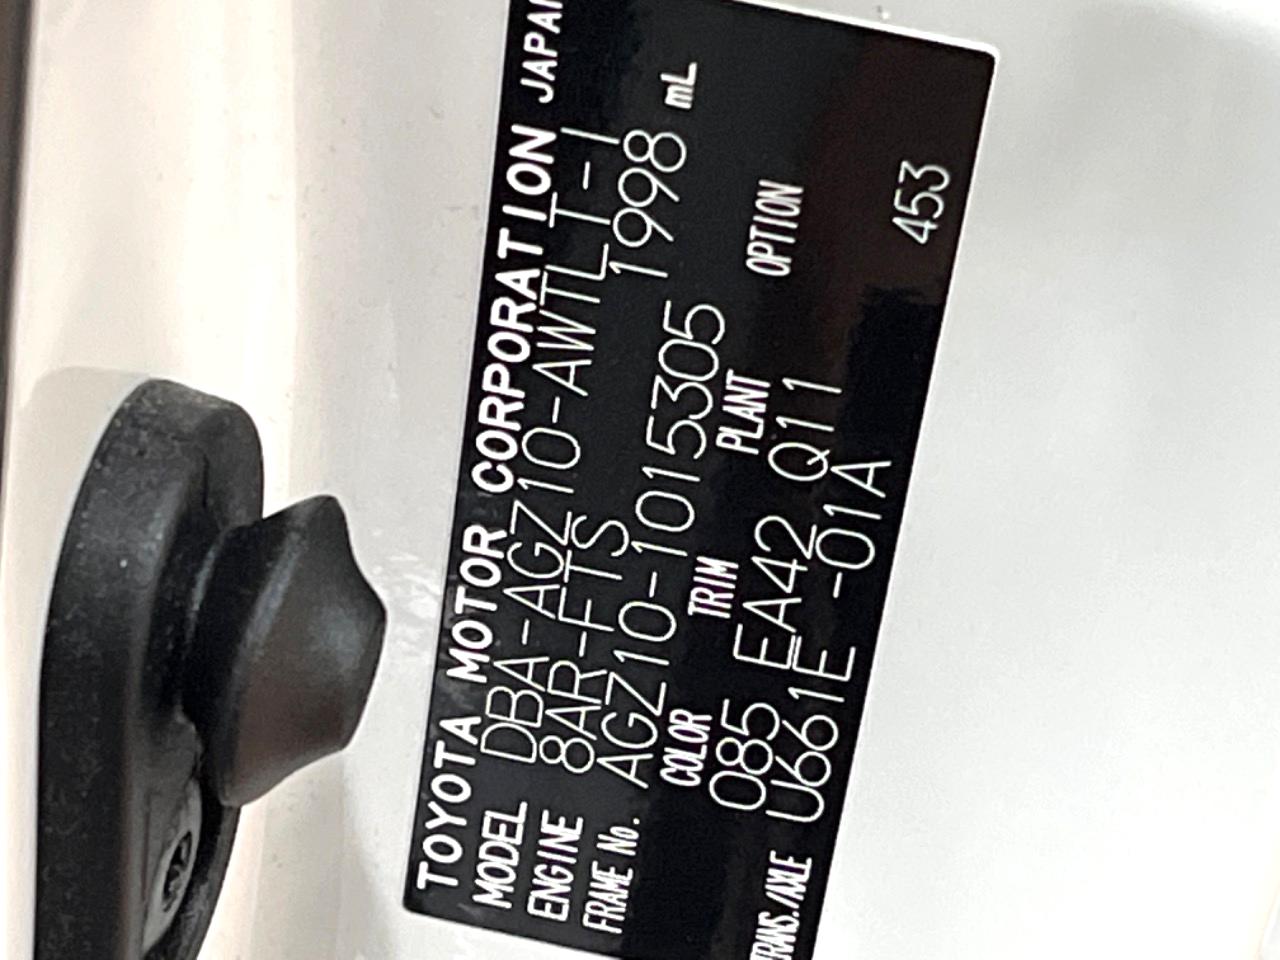 TOYOTA MOTOR CORPORATION JAPAN
MODEL DBA-AGZ10-AWTLT-I
ENGINE 8AR-FTS 1998 mL
FRAME No. AGZ10-1015305
COLOR TRIM PLANT OPTION
085 EA42 Q11
TRANS./AXLE U661E -01A 453